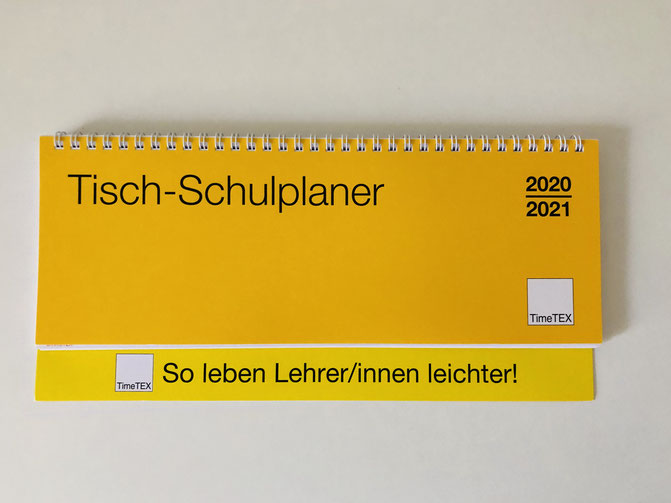 Tisch-Schulplaner
2020
2021
TimeTEX
TimeTEX
So leben Lehrer/innen leichter!